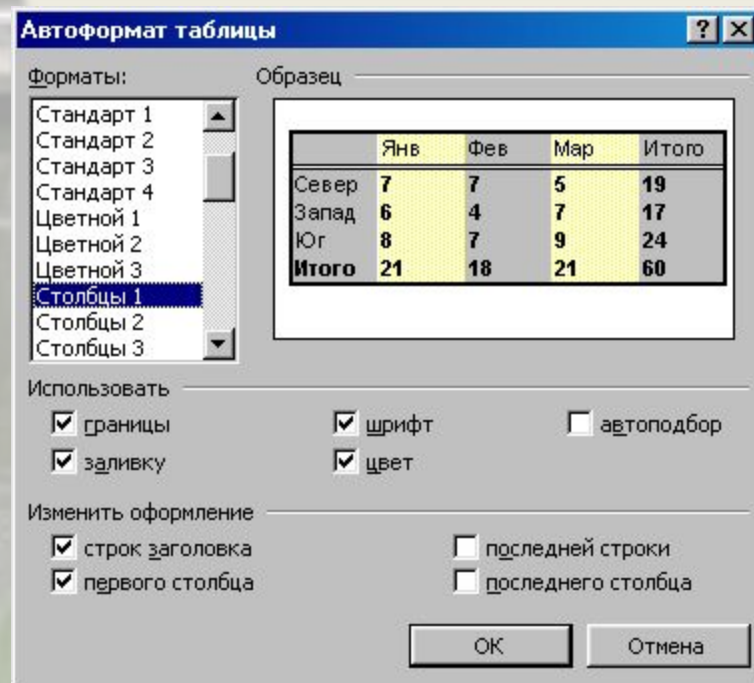 Автоформат таблицы
Форматы:
Образец
Стандарт 1
Стандарт 2
Стандарт 3
Стандарт 4
Цветной 1
Цветной 2
Цветной 3
Столбцы 1
Столбцы 2
Столбцы 3
Янв Фев Мар Итого
Север 7 7 5 19
Запад 6 4 7 17
Юг 8 7 9 24
Итого 21 18 21 60
Использовать
границы шрифт автоподбор
заливку цвет
Изменить оформление
строк заголовка последней строки
первого столбца последнего столбца
ОК Отмена